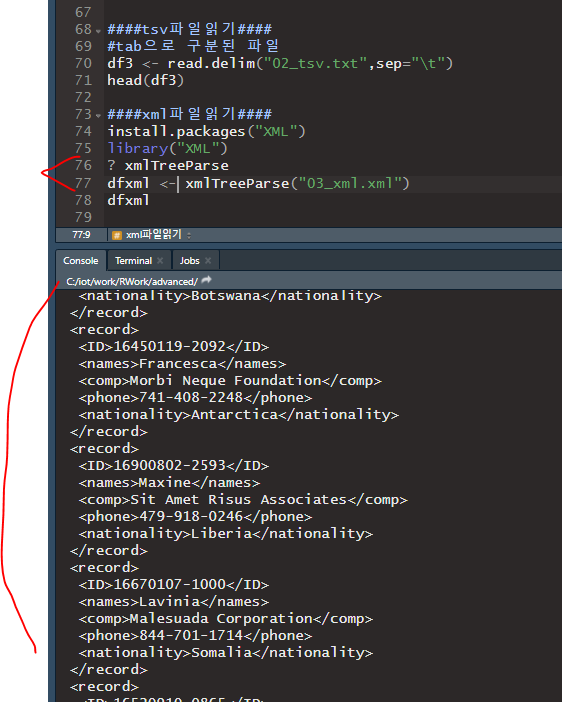 67
68 ####tsv파일읽기####
69 #tab으로 구분된 파일
70 df3 <- read.delim("02_tsv.txt",sep="\t")
71 head(df3)
72
73 ####xml파일읽기####
74 install.packages("XML")
75 library("XML")
76 ? xmlTreeParse
77 dfxml <- xmlTreeParse("03_xml.xml")
78 dfxml
79
77:9 # xml파일읽기 :
Console Terminal × Jobs ×
C:/iot/work/RWork/advanced/
<nationality>Botswana</nationality>
</record>
<record>
<ID>16450119-2092</ID>
<names>Francesca</names>
<comp>Morbi Neque Foundation</comp>
<phone>741-408-2248</phone>
<nationality>Antarctica</nationality>
</record>
<record>
<ID>16900802-2593</ID>
<names>Maxine</names>
<comp>Sit Amet Risus Associates</comp>
<phone>479-918-0246</phone>
<nationality>Liberia</nationality>
</record>
<record>
<ID>16670107-1000</ID>
<names>Lavinia</names>
<comp>Malesuada Corporation</comp>
<phone>844-701-1714</phone>
<nationality>Somalia</nationality>
</record>
<record>